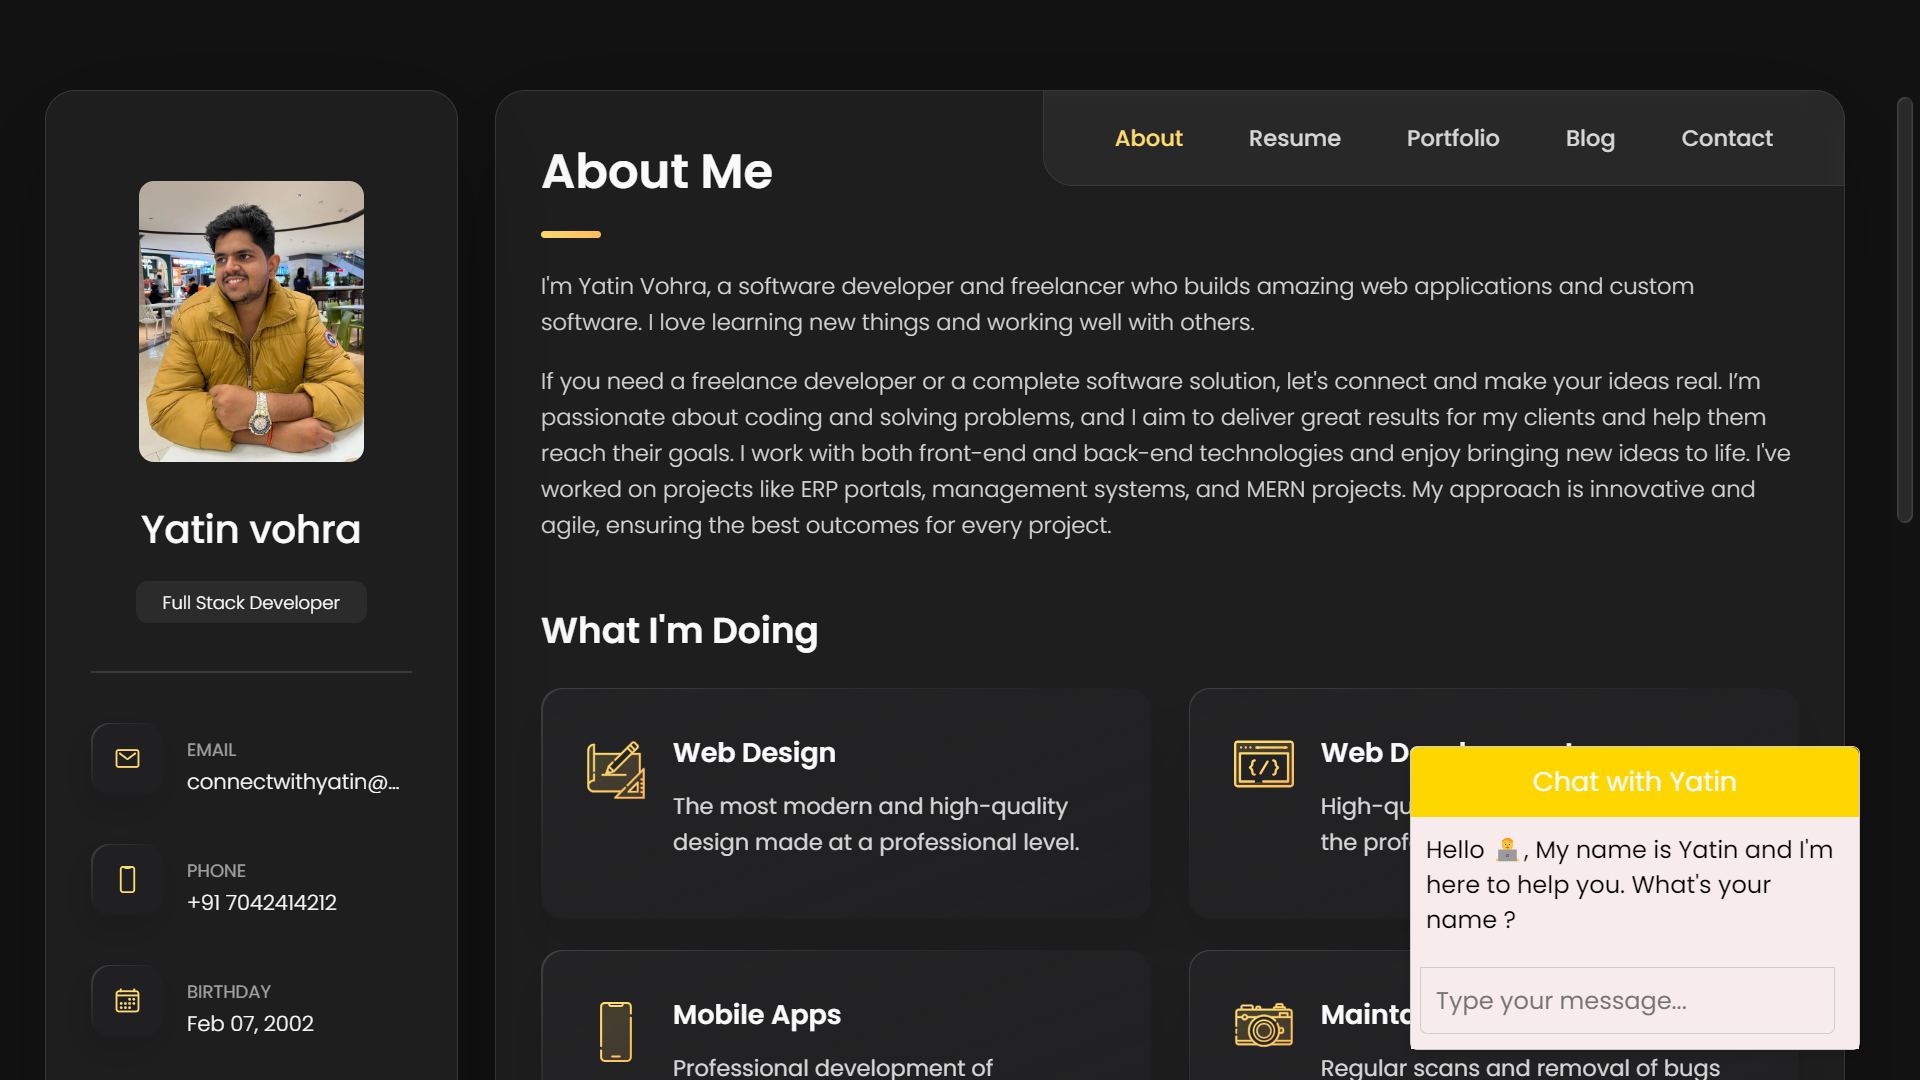 Yatin vohra
Full Stack Developer
EMAIL
connectwithyatin@...
PHONE
+91 7042414212
BIRTHDAY
Feb 07, 2002
About
Resume
Portfolio
Blog
Contact
About Me
I'm Yatin Vohra, a software developer and freelancer who builds amazing web applications and custom
software. I love learning new things and working well with others.
If you need a freelance developer or a complete software solution, let's connect and make your ideas real. I’m
passionate about coding and solving problems, and I aim to deliver great results for my clients and help them
reach their goals. I work with both front-end and back-end technologies and enjoy bringing new ideas to life. I've
worked on projects like ERP portals, management systems, and MERN projects. My approach is innovative and
agile, ensuring the best outcomes for every project.
What I'm Doing
Web Design
The most modern and high-quality
design made at a professional level.
Web D
High-qu
the prof
Mobile Apps
Professional development of
Mainta
Regular scans and removal of bugs
Chat with Yatin
Hello 👨‍💻, My name is Yatin and I'm
here to help you. What's your
name ?
Type your message...